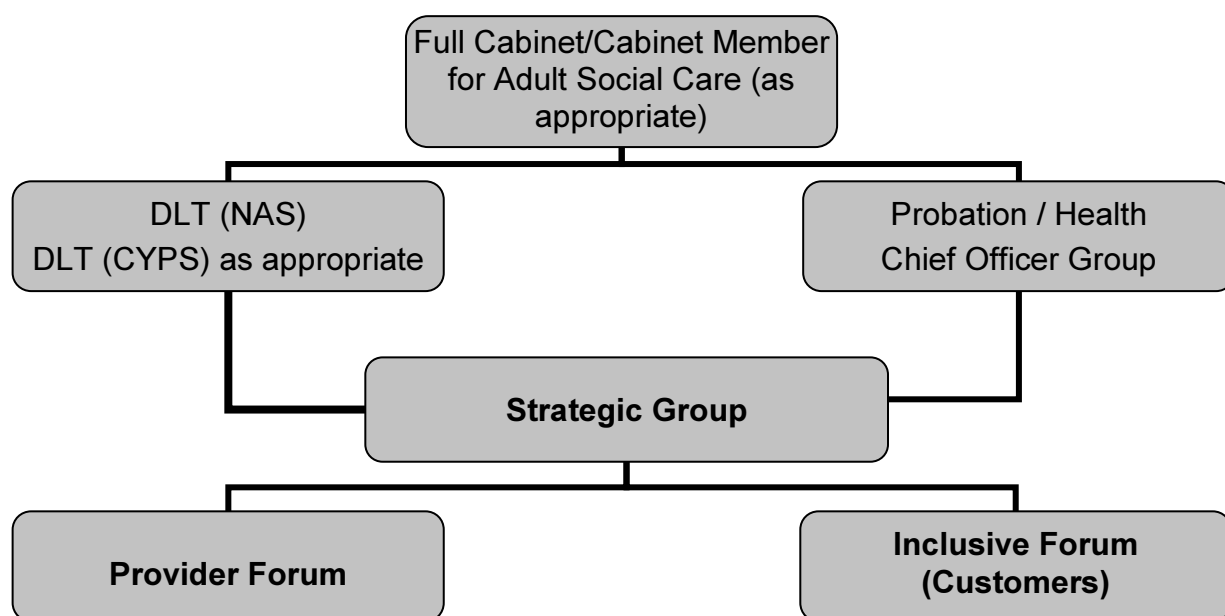 Full Cabinet/Cabinet Member
for Adult Social Care (as
appropriate)
DLT (NAS)
DLT (CYPS) as appropriate
Probation / Health
Chief Officer Group
Strategic Group
Provider Forum
Inclusive Forum
(Customers)